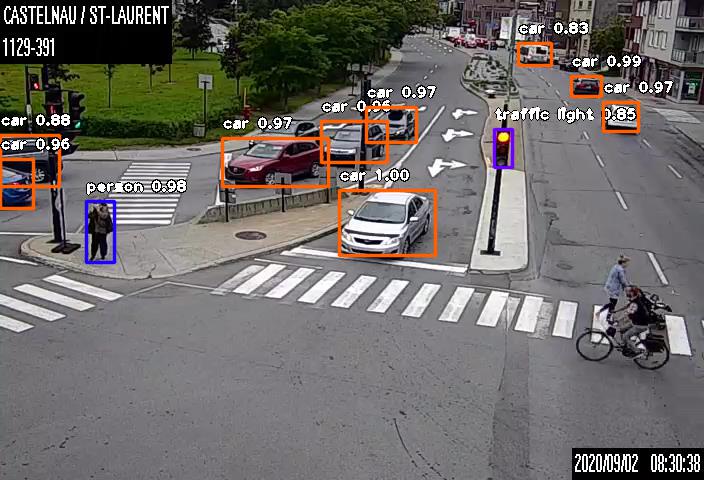 CASTELNAU / ST-LAURENT
1129-391
car 0.83
car 0.99
car 0.97
car 0.97
traffic light 0.85
car 0.96
car 0.97
car 0.88
car 0.96
car 1.00
person 0.98
2020/09/02 08:30:38